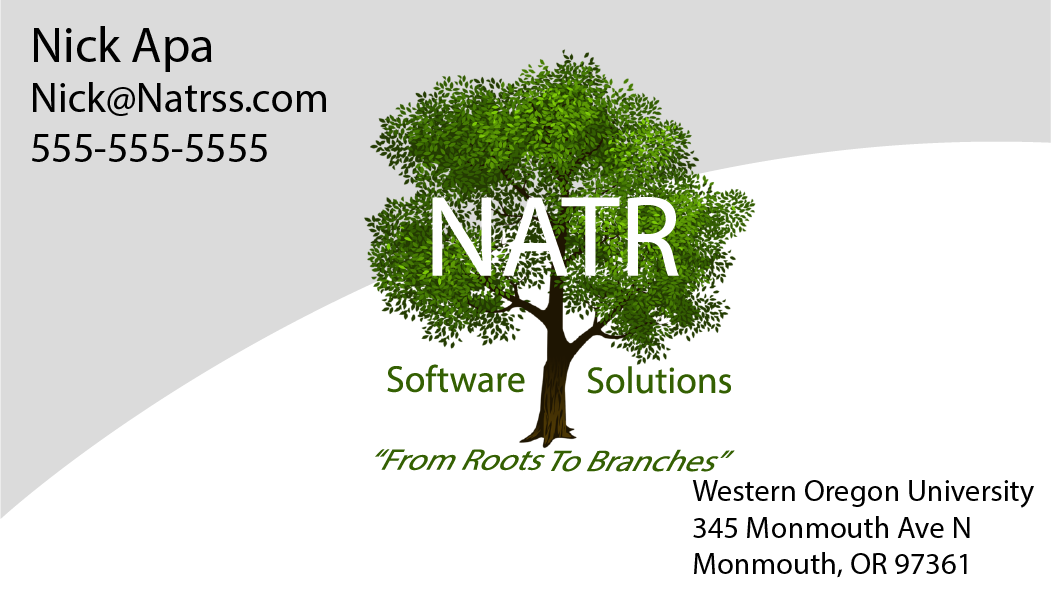 Nick Apa
Nick@Natrss.com
555-555-5555
NATR
Software Solutions
“From Roots To Branches”
Western Oregon University
345 Monmouth Ave N
Monmouth, OR 97361